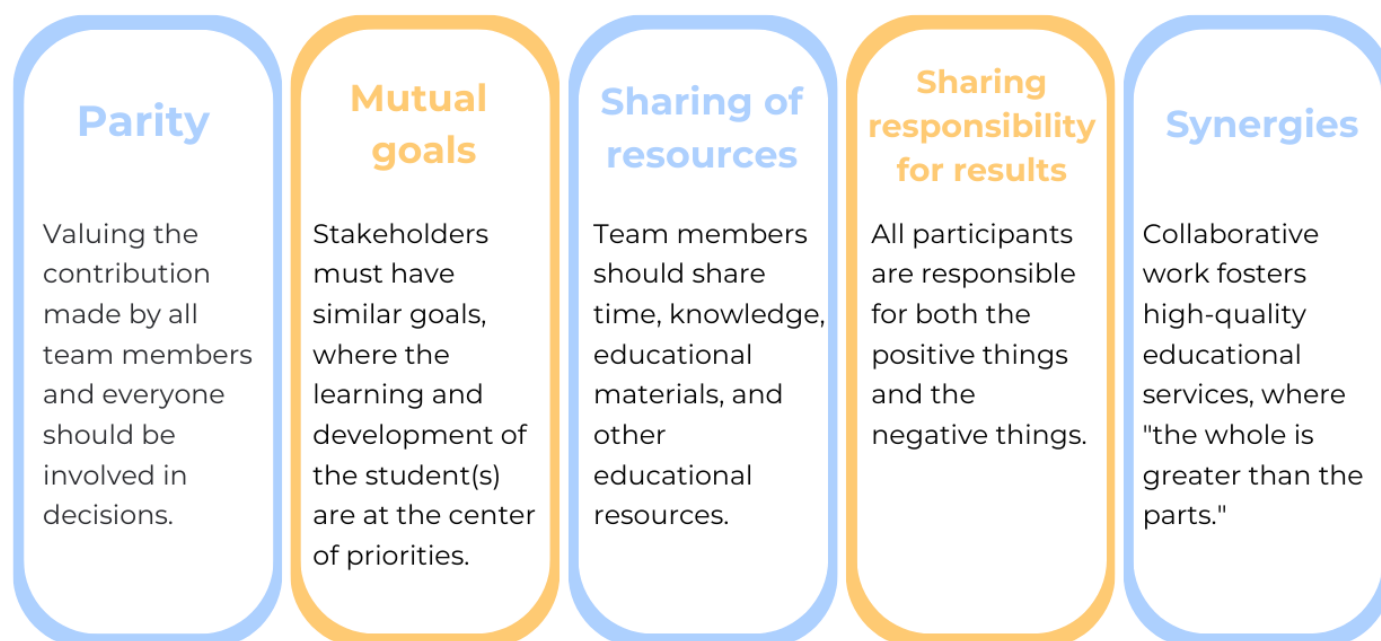 Parity
Valuing the
contribution
made by all
team members
and everyone
should be
involved in
decisions.
Mutual
goals
Stakeholders
must have
similar goals,
where the
learning and
development of
the student(s)
are at the center
of priorities.
Sharing of
resources
Team members
should share
time, knowledge,
educational
materials, and
other
educational
resources.
Sharing
responsibility
for results
All participants
are responsible
for both the
positive things
and the
negative things.
Synergies
Collaborative
work fosters
high-quality
educational
services, where
"the whole is
greater than the
parts."